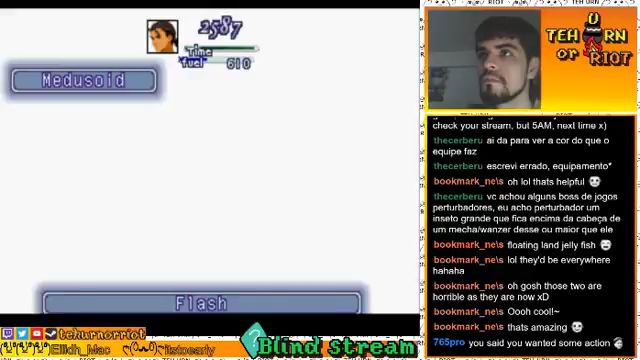 2587
Time
fuel 610
Medusoid
Flash
TEH URN
or RIOT
check your stream, but 5AM, next time x)
thecerberu ai da para ver a cor do que o
equipe faz
thecerberu escrevi errado, equipamento*
bookmark_ne\s oh lol thats helpful
thecerberu vc achou alguns boss de jogos
perturbadores, eu acho perturbador um
inseto grande que fica encima da cabeça de
um mecha/wanzer desse ou maior que ele
bookmark_ne\s floating land jelly fish
bookmark_ne\s lol they'd be everywhere
hahaha
bookmark_ne\s oh gosh those two are
horrible as they are now xD
bookmark_ne\s Oooh cool!~
bookmark_ne\s thats amazing
765pro you said you wanted some action
tehurnorriot
Blind Stream